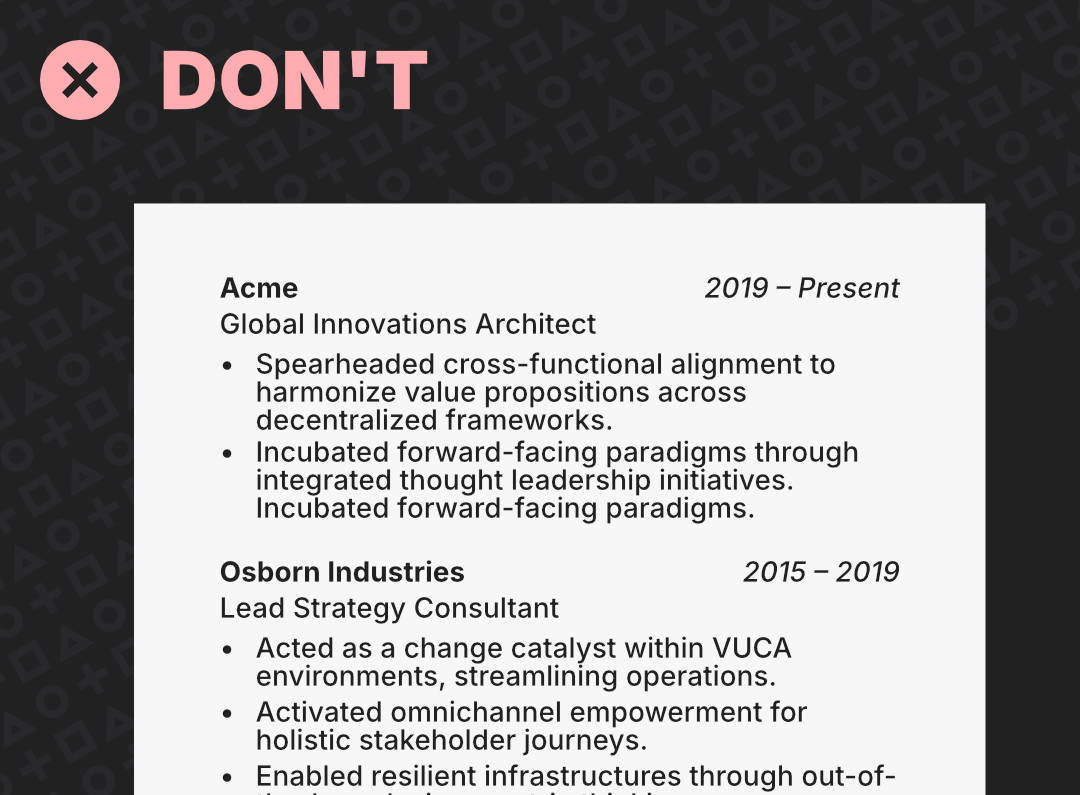 DON'T
Acme 2019 – Present
Global Innovations Architect
• Spearheaded cross-functional alignment to
harmonize value propositions across
decentralized frameworks.
• Incubated forward-facing paradigms through
integrated thought leadership initiatives.
Incubated forward-facing paradigms.
Osborn Industries 2015 – 2019
Lead Strategy Consultant
• Acted as a change catalyst within VUCA
environments, streamlining operations.
• Activated omnichannel empowerment for
holistic stakeholder journeys.
• Enabled resilient infrastructures through out-of-